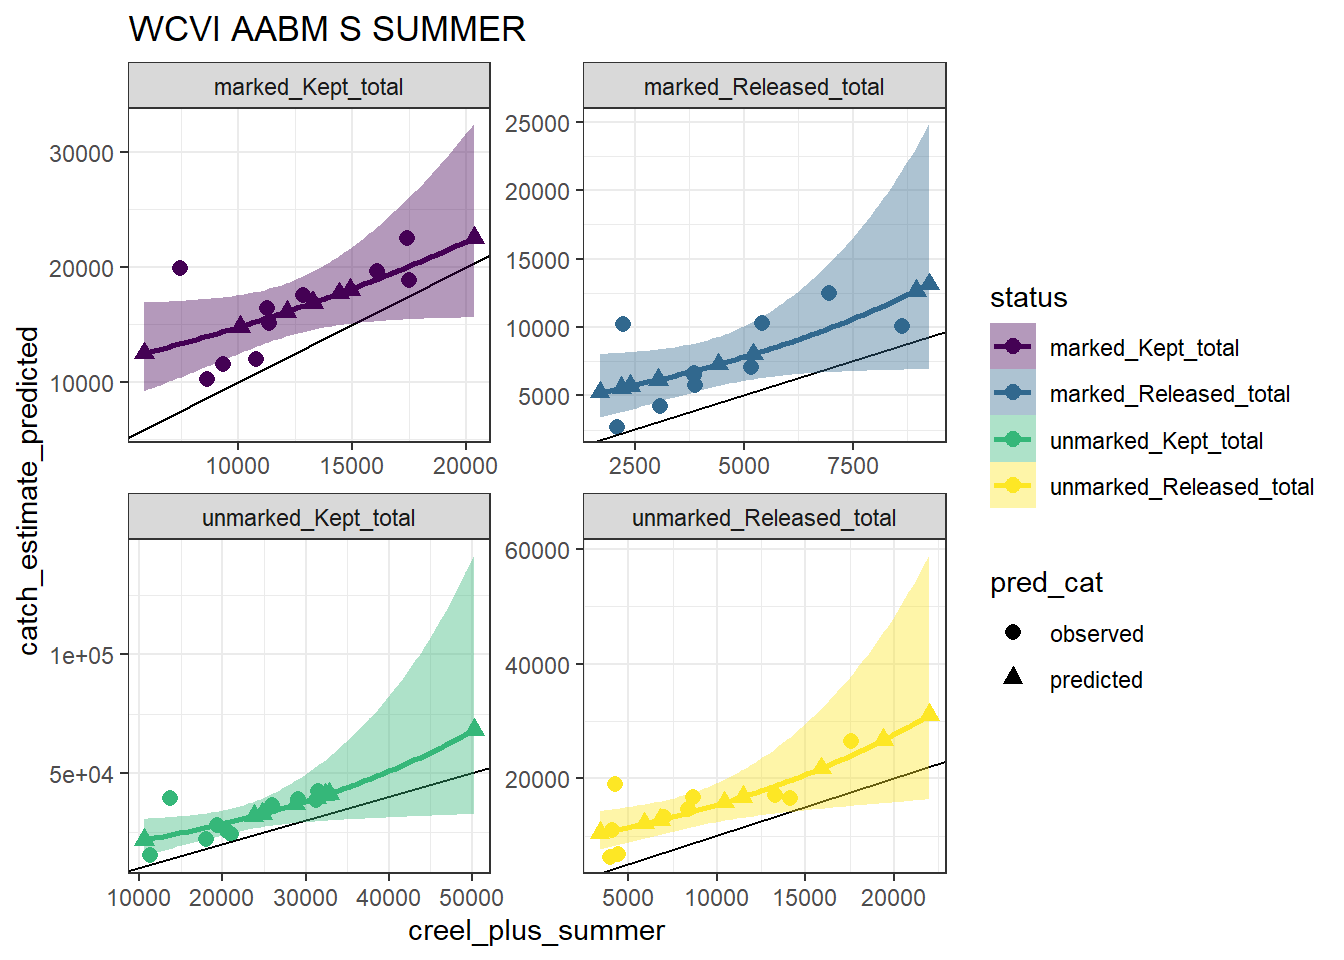 WCVI AABM S SUMMER
marked_Kept_total
marked_Released_total
30000
20000
10000
10000
15000
20000
25000
20000
15000
10000
5000
2500
5000
7500
unmarked_Kept_total
unmarked_Released_total
1e+05
5e+04
10000
20000
30000
40000
50000
60000
40000
20000
5000
10000
15000
20000
creel_plus_summer
catch_estimate_predicted
status
marked_Kept_total
marked_Released_total
unmarked_Kept_total
unmarked_Released_total
pred_cat
observed
predicted